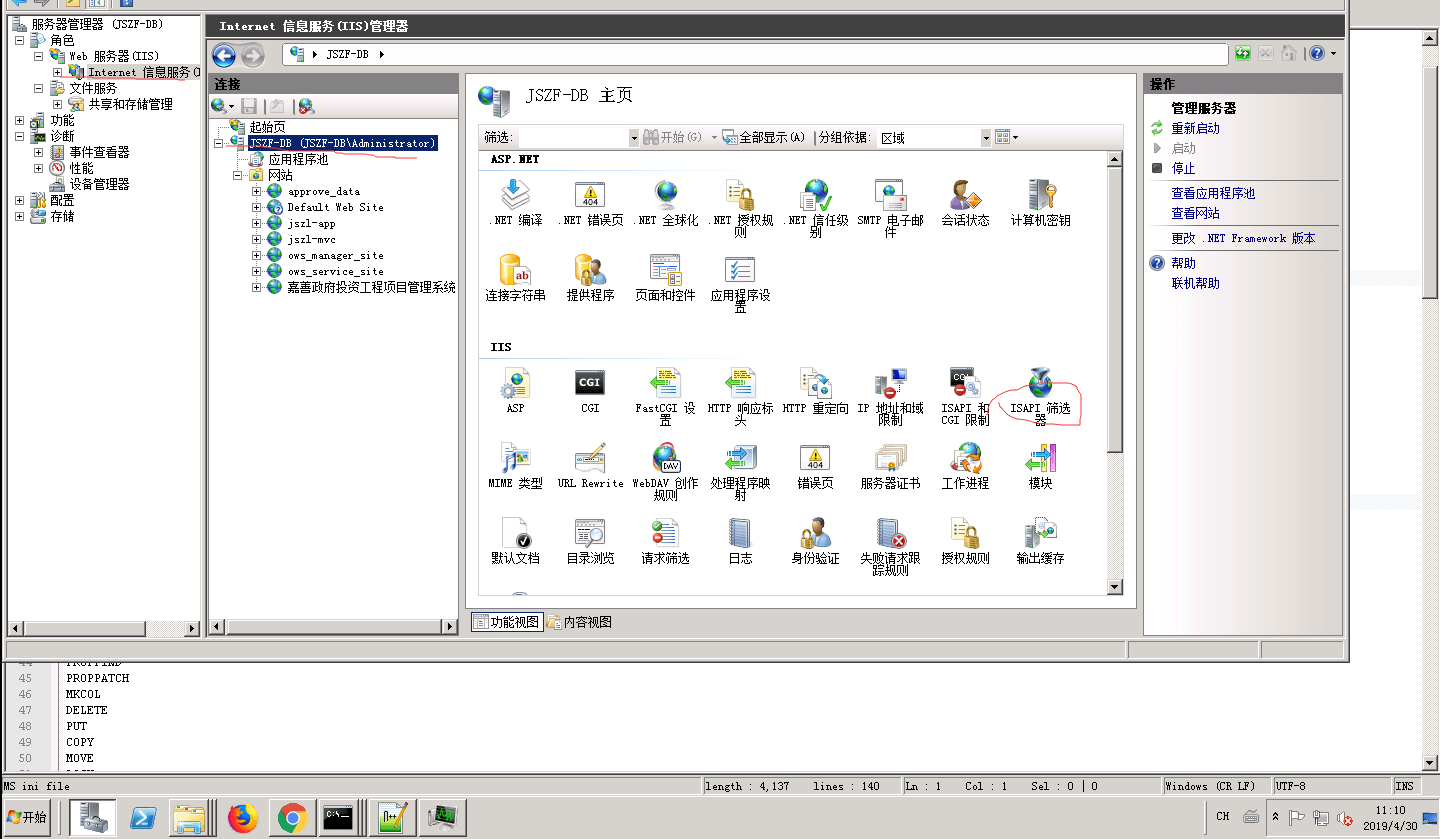 服务器管理器 (JSZF-DB)
角色
Web 服务器(IIS)
Internet 信息服务(I
文件服务
共享和存储管理
功能
诊断
事件查看器
性能
设备管理器
配置
存储
Internet 信息服务(IIS)管理器
JSZF-DB
连接
起始页
JSZF-DB (JSZF-DB\Administrator)
应用程序池
网站
approve_data
Default Web Site
jszl-app
jszl-mvc
ows_manager_site
ows_service_site
嘉善政府投资工程项目管理系统
JSZF-DB 主页
筛选: 开始(G) 全部显示(A) 分组依据: 区域
ASP.NET
.NET 编译
.NET 错误页
.NET 全球化
.NET 授权规
则
.NET 信任级
别
SMTP 电子邮
件
会话状态
计算机密钥
连接字符串
提供程序
页面和控件
应用程序设
置
IIS
ASP
CGI
CGI
FastCGI 设
置
HTTP 响应标
头
HTTP 重定向
IP 地址和域
限制
CGI
ISAPI 和
CGI 限制
ISAPI 筛选
器
MIME 类型
URL Rewrite
DAV
WebDAV 创作
规则
处理程序映
射
404
错误页
服务器证书
工作进程
模块
默认文档
目录浏览
请求筛选
日志
身份验证
失败请求跟
踪规则
授权规则
输出缓存
功能视图 内容视图
操作
管理服务器
重新启动
启动
停止
查看应用程序池
查看网站
更改 .NET Framework 版本
帮助
联机帮助
45 PROPPATCH
46 MKCOL
47 DELETE
48 PUT
49 COPY
50 MOVE
MS ini file length : 4,137 lines : 140 Ln : 1 Col : 1 Sel : 0 | 0 Windows (CR LF) UTF-8 INS
开始
CH
11:10
2019/4/30